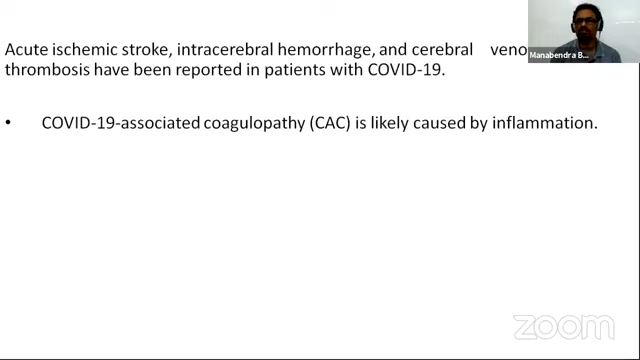 Acute ischemic stroke, intracerebral hemorrhage, and cerebral veno
thrombosis have been reported in patients with COVID-19.
• COVID-19-associated coagulopathy (CAC) is likely caused by inflammation.
Manabendra B...
zoom